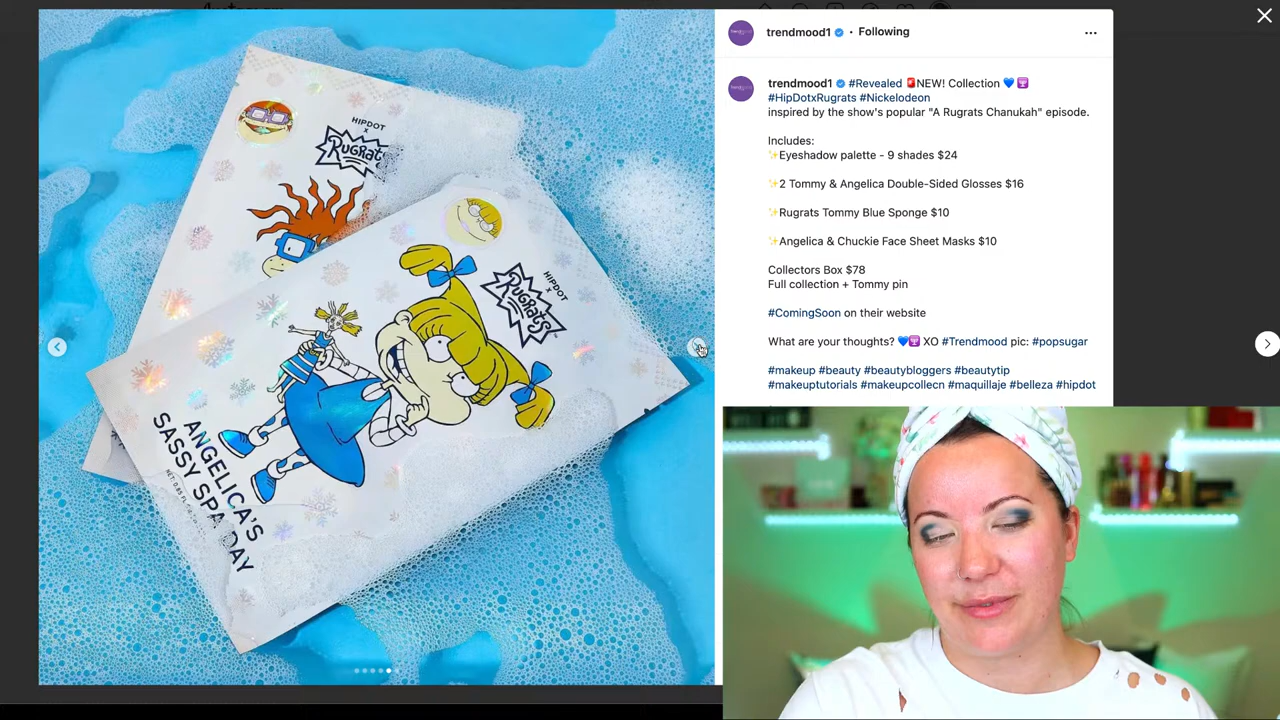 trendmood1 • Following
trendmood1 #Revealed 🚨NEW! Collection 💙🕎
#HipDotxRugrats #Nickelodeon
inspired by the show's popular "A Rugrats Chanukah" episode.
Includes:
✨Eyeshadow palette - 9 shades $24
✨2 Tommy & Angelica Double-Sided Glosses $16
✨Rugrats Tommy Blue Sponge $10
✨Angelica & Chuckie Face Sheet Masks $10
Collectors Box $78
Full collection + Tommy pin
#ComingSoon on their website
What are your thoughts? 💙🕎 XO #Trendmood pic: #popsugar
#makeup #beauty #beautybloggers #beautytip
#makeuptutorials #makeupcollecn #maquillaje #belleza #hipdot
HIPDOT
x
RUGRATS
HIPDOT
x
RUGRATS
ANGELICA'S
SASSY SPA DAY